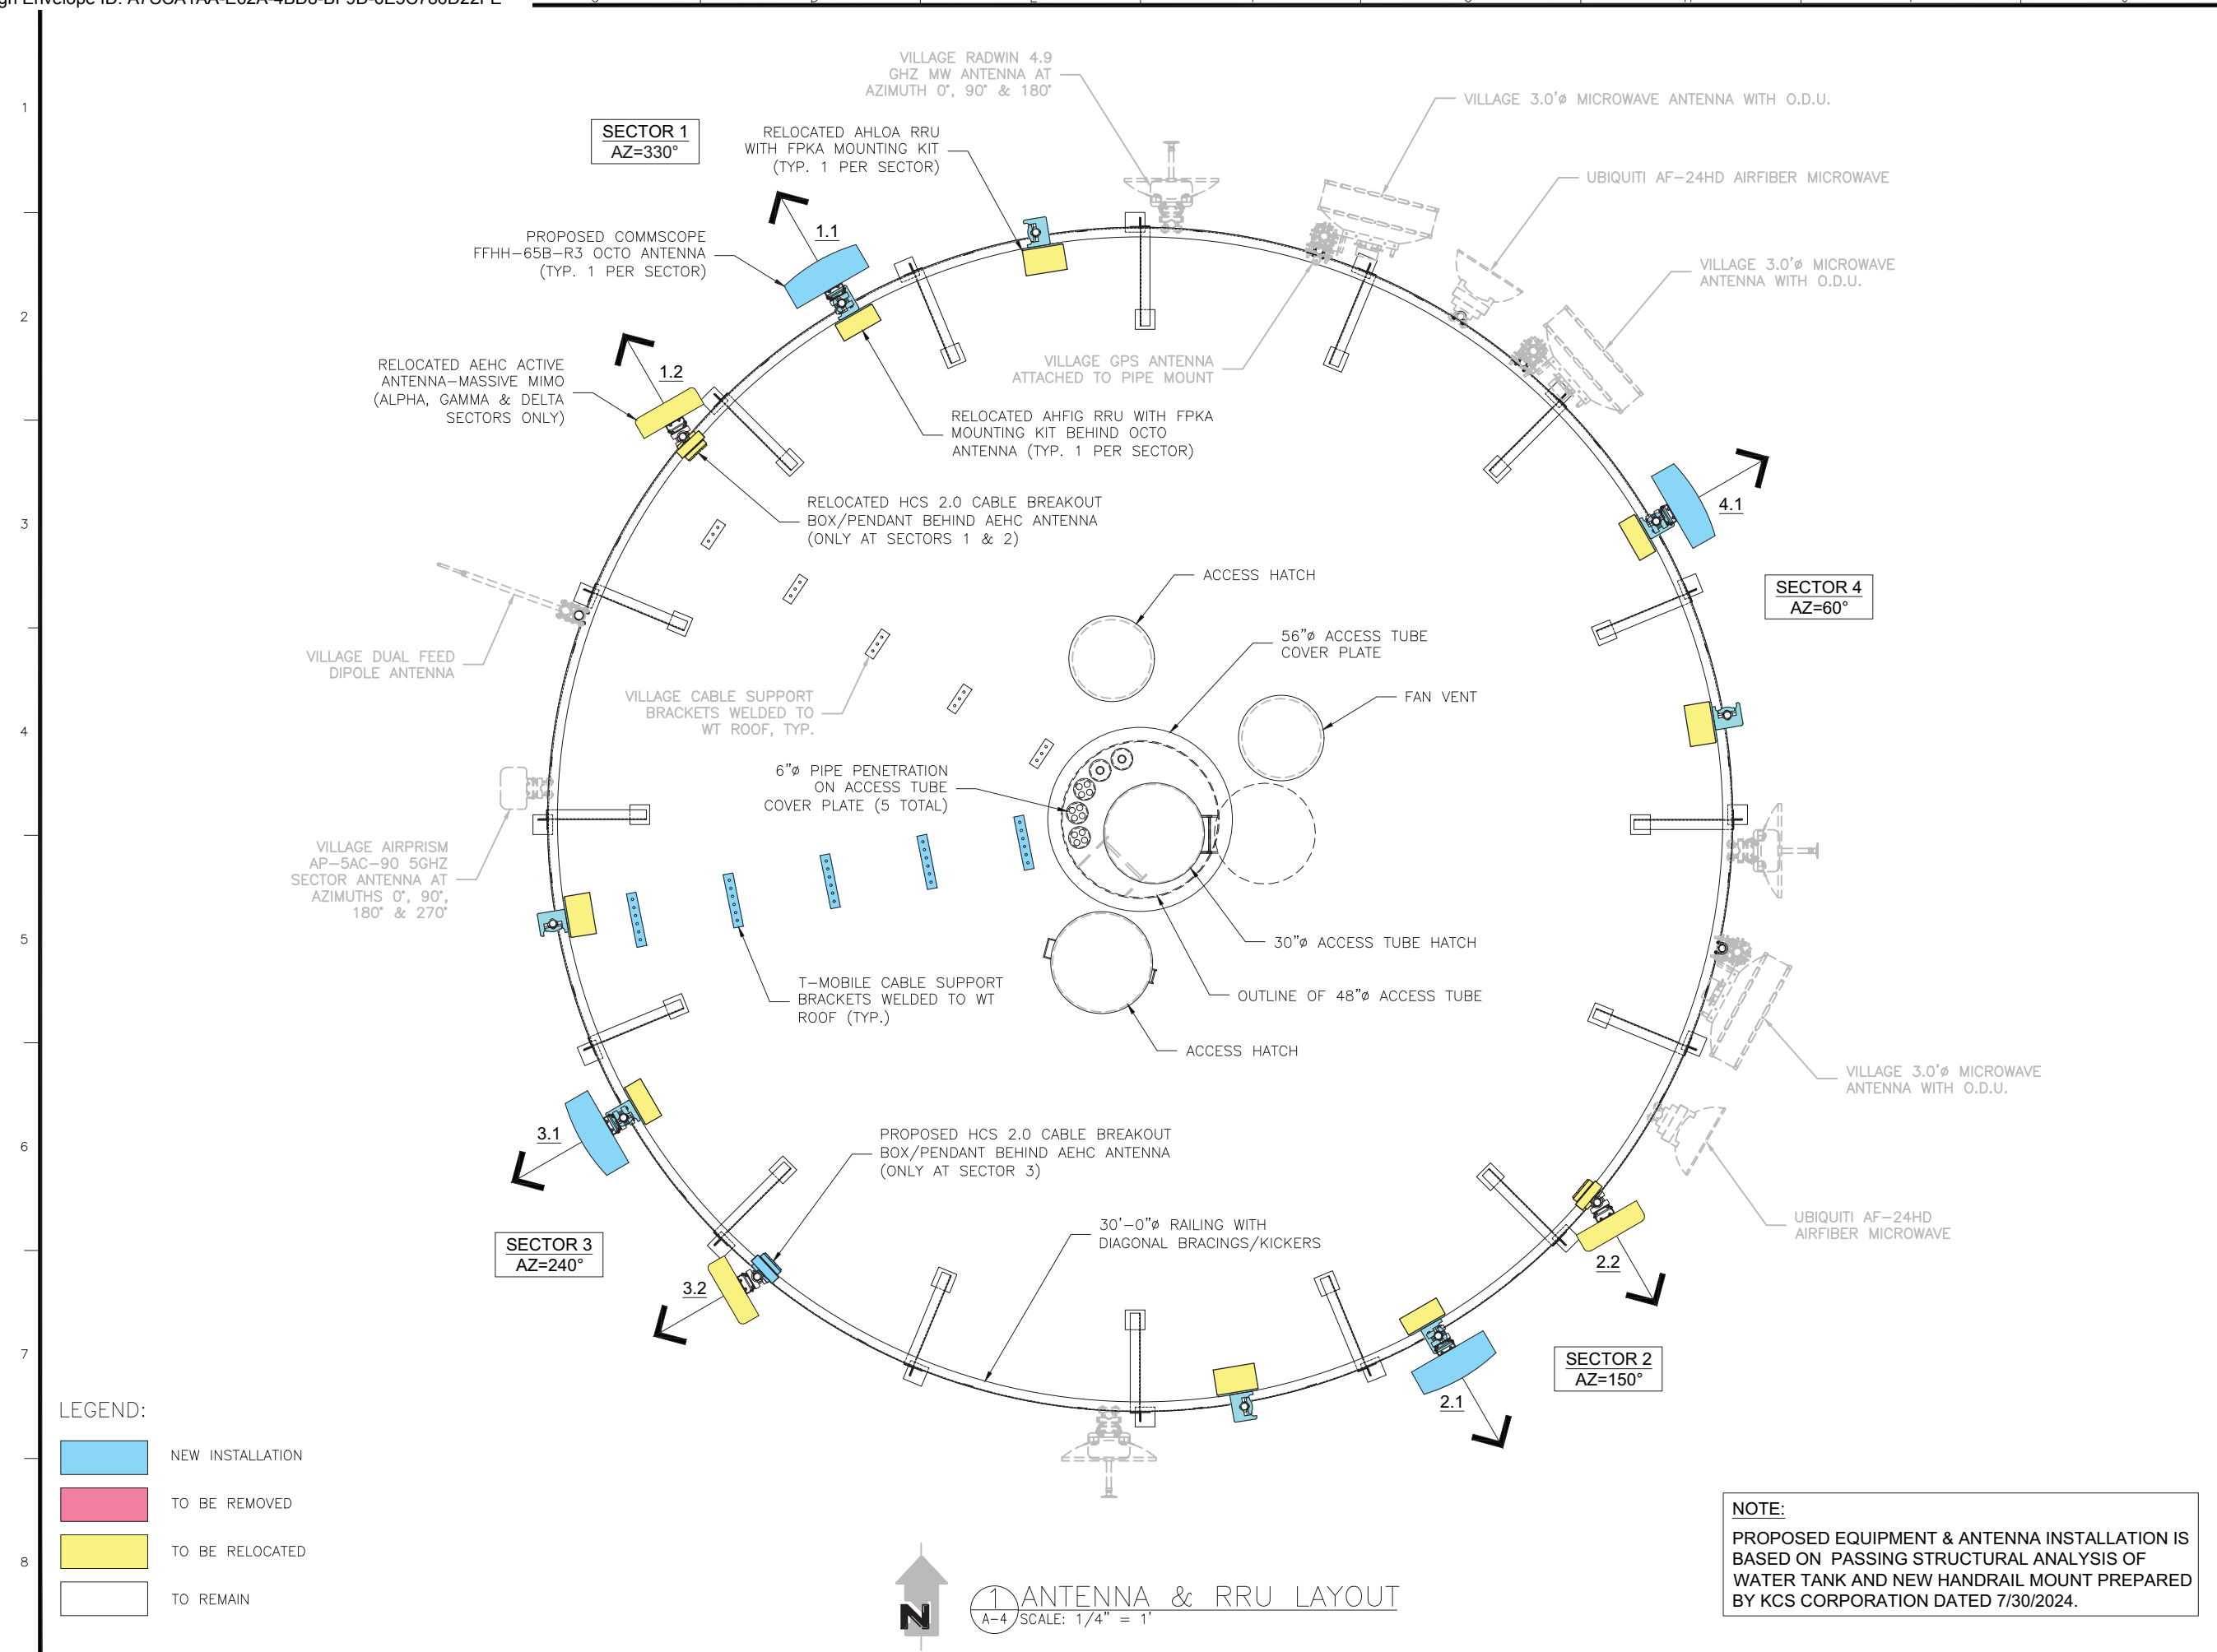 gn Envelope ID: A7CCA1AA-E62A-4BD8-BF9D-
1
2
3
4
5
6
7
8
VILLAGE RADWIN 4.9
GHZ MW ANTENNA AT
AZIMUTH 0°, 90° & 180°
VILLAGE 3.0'ø MICROWAVE ANTENNA WITH O.D.U.
SECTOR 1
AZ=330°
RELOCATED AHLOA RRU
WITH FPKA MOUNTING KIT
(TYP. 1 PER SECTOR)
UBIQUITI AF-24HD AIRFIBER MICROWAVE
1.1
PROPOSED COMMSCOPE
FFHH-65B-R3 OCTO ANTENNA
(TYP. 1 PER SECTOR)
VILLAGE 3.0'ø MICROWAVE
ANTENNA WITH O.D.U.
RELOCATED AEHC ACTIVE
ANTENNA-MASSIVE MIMO
(ALPHA, GAMMA & DELTA
SECTORS ONLY)
1.2
VILLAGE GPS ANTENNA
ATTACHED TO PIPE MOUNT
RELOCATED AHFIG RRU WITH FPKA
MOUNTING KIT BEHIND OCTO
ANTENNA (TYP. 1 PER SECTOR)
RELOCATED HCS 2.0 CABLE BREAKOUT
BOX/PENDANT BEHIND AEHC ANTENNA
(ONLY AT SECTORS 1 & 2)
4.1
SECTOR 4
AZ=60°
ACCESS HATCH
56"ø ACCESS TUBE
COVER PLATE
VILLAGE DUAL FEED
DIPOLE ANTENNA
VILLAGE CABLE SUPPORT
BRACKETS WELDED TO
WT ROOF, TYP.
FAN VENT
6"ø PIPE PENETRATION
ON ACCESS TUBE
COVER PLATE (5 TOTAL)
VILLAGE AIRPRISM
AP-5AC-90 5GHZ
SECTOR ANTENNA AT
AZIMUTHS 0°, 90°,
180° & 270°
30"ø ACCESS TUBE HATCH
T-MOBILE CABLE SUPPORT
BRACKETS WELDED TO WT
ROOF (TYP.)
OUTLINE OF 48"ø ACCESS TUBE
ACCESS HATCH
VILLAGE 3.0'ø MICROWAVE
ANTENNA WITH O.D.U.
3.1
PROPOSED HCS 2.0 CABLE BREAKOUT
BOX/PENDANT BEHIND AEHC ANTENNA
(ONLY AT SECTOR 3)
30'-0"ø RAILING WITH
DIAGONAL BRACINGS/KICKERS
UBIQUITI AF-24HD
AIRFIBER MICROWAVE
SECTOR 3
AZ=240°
3.2
2.2
SECTOR 2
AZ=150°
2.1
LEGEND:
NEW INSTALLATION
TO BE REMOVED
TO BE RELOCATED
TO REMAIN
N
1
A-4
ANTENNA & RRU LAYOUT
SCALE: 1/4" = 1'
NOTE:
PROPOSED EQUIPMENT & ANTENNA INSTALLATION IS
BASED ON PASSING STRUCTURAL ANALYSIS OF
WATER TANK AND NEW HANDRAIL MOUNT PREPARED
BY KCS CORPORATION DATED 7/30/2024.